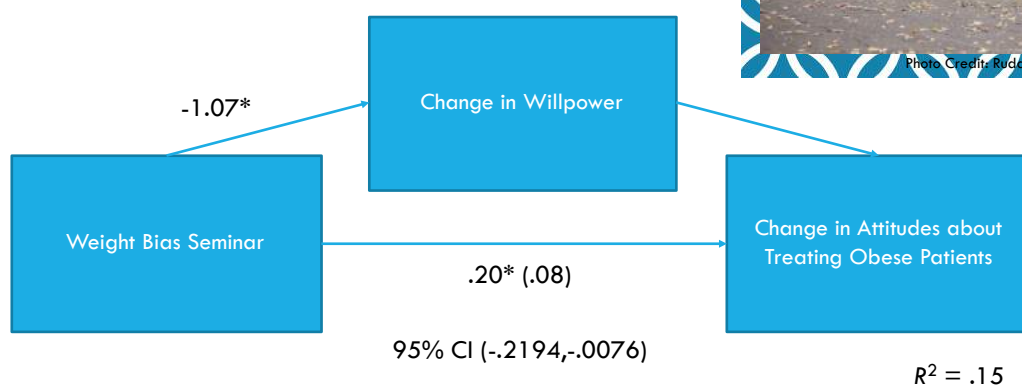 Photo Credit:
-1.07*
Change in Willpower
Weight Bias Seminar
Change in Attitudes about
Treating Obese Patients
.20* (.08)
95% CI (-.2194,-.0076)
R² = .15